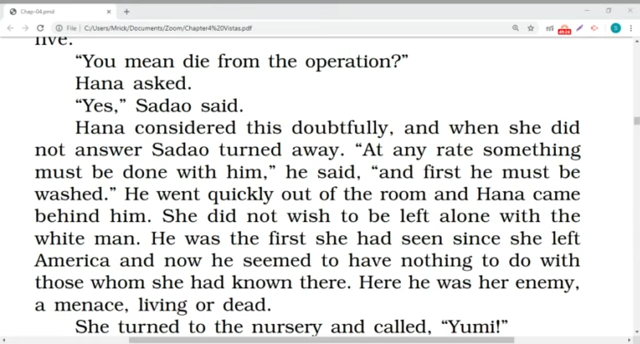 Chap-04.pmd
File | C:/Users/Mrick/Documents/Zoom/Chapter4%20Vistas.pdf
live.
“You mean die from the operation?”
Hana asked.
“Yes,” Sadao said.
Hana considered this doubtfully, and when she did
not answer Sadao turned away. “At any rate something
must be done with him,” he said, “and first he must be
washed.” He went quickly out of the room and Hana came
behind him. She did not wish to be left alone with the
white man. He was the first she had seen since she left
America and now he seemed to have nothing to do with
those whom she had known there. Here he was her enemy,
a menace, living or dead.
She turned to the nursery and called, “Yumi!”